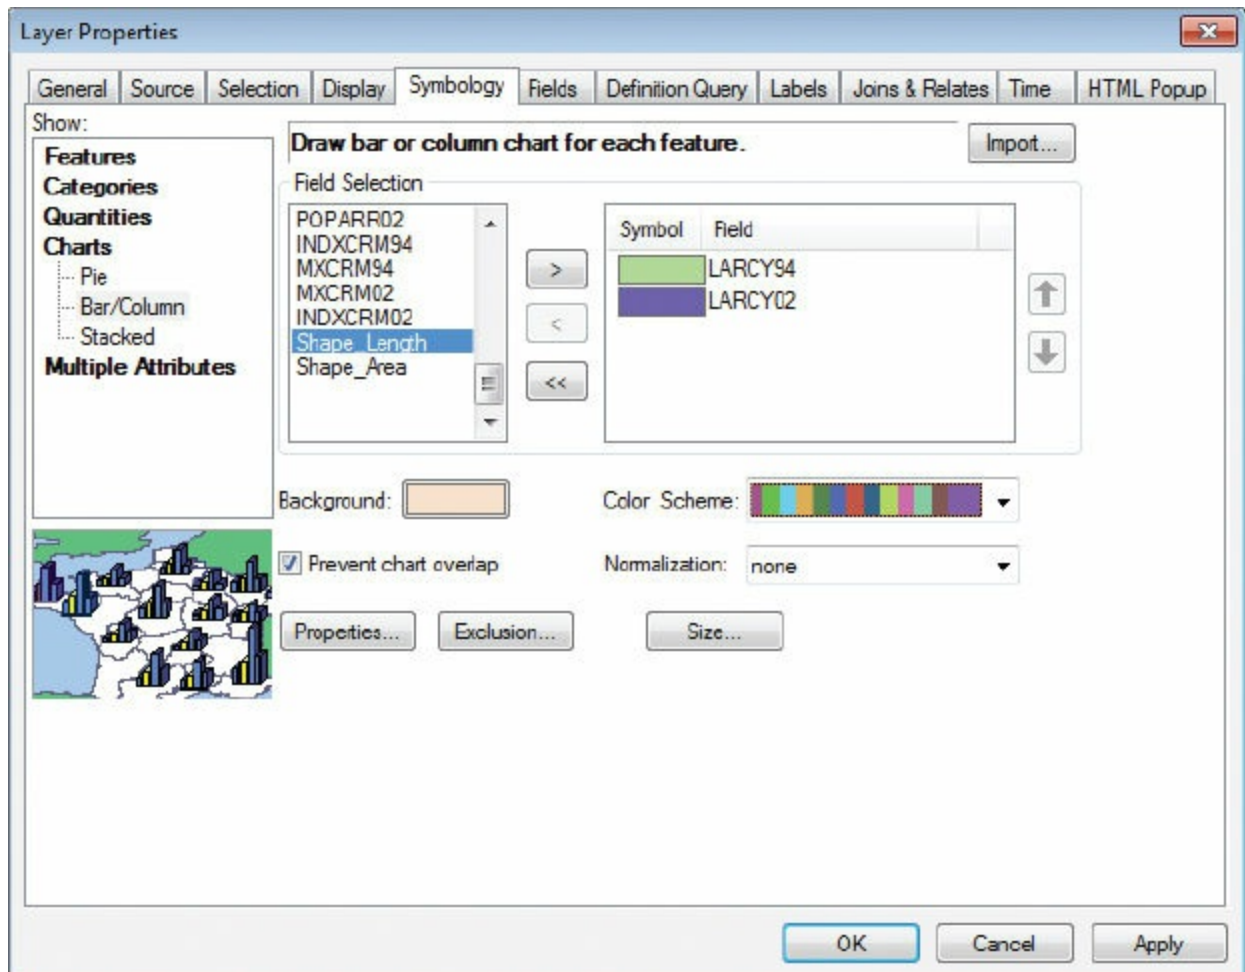 Layer Properties
General Source Selection Display Symbology Fields Definition Query Labels Joins & Relates Time HTML Popup
Show:
Features
Categories
Quantities
Charts
Pie
Bar/Column
Stacked
Multiple Attributes
Draw bar or column chart for each feature.
Import...
Field Selection
POPARR02
INDXCRM94
MXCRM94
MXCRM02
INDXCRM02
Shape_Length
Shape_Area
>
<
<<
Symbol Field
LARCY94
LARCY02
Background:
Color Scheme:
Prevent chart overlap
Normalization: none
Properties... Exclusion... Size...
OK Cancel Apply